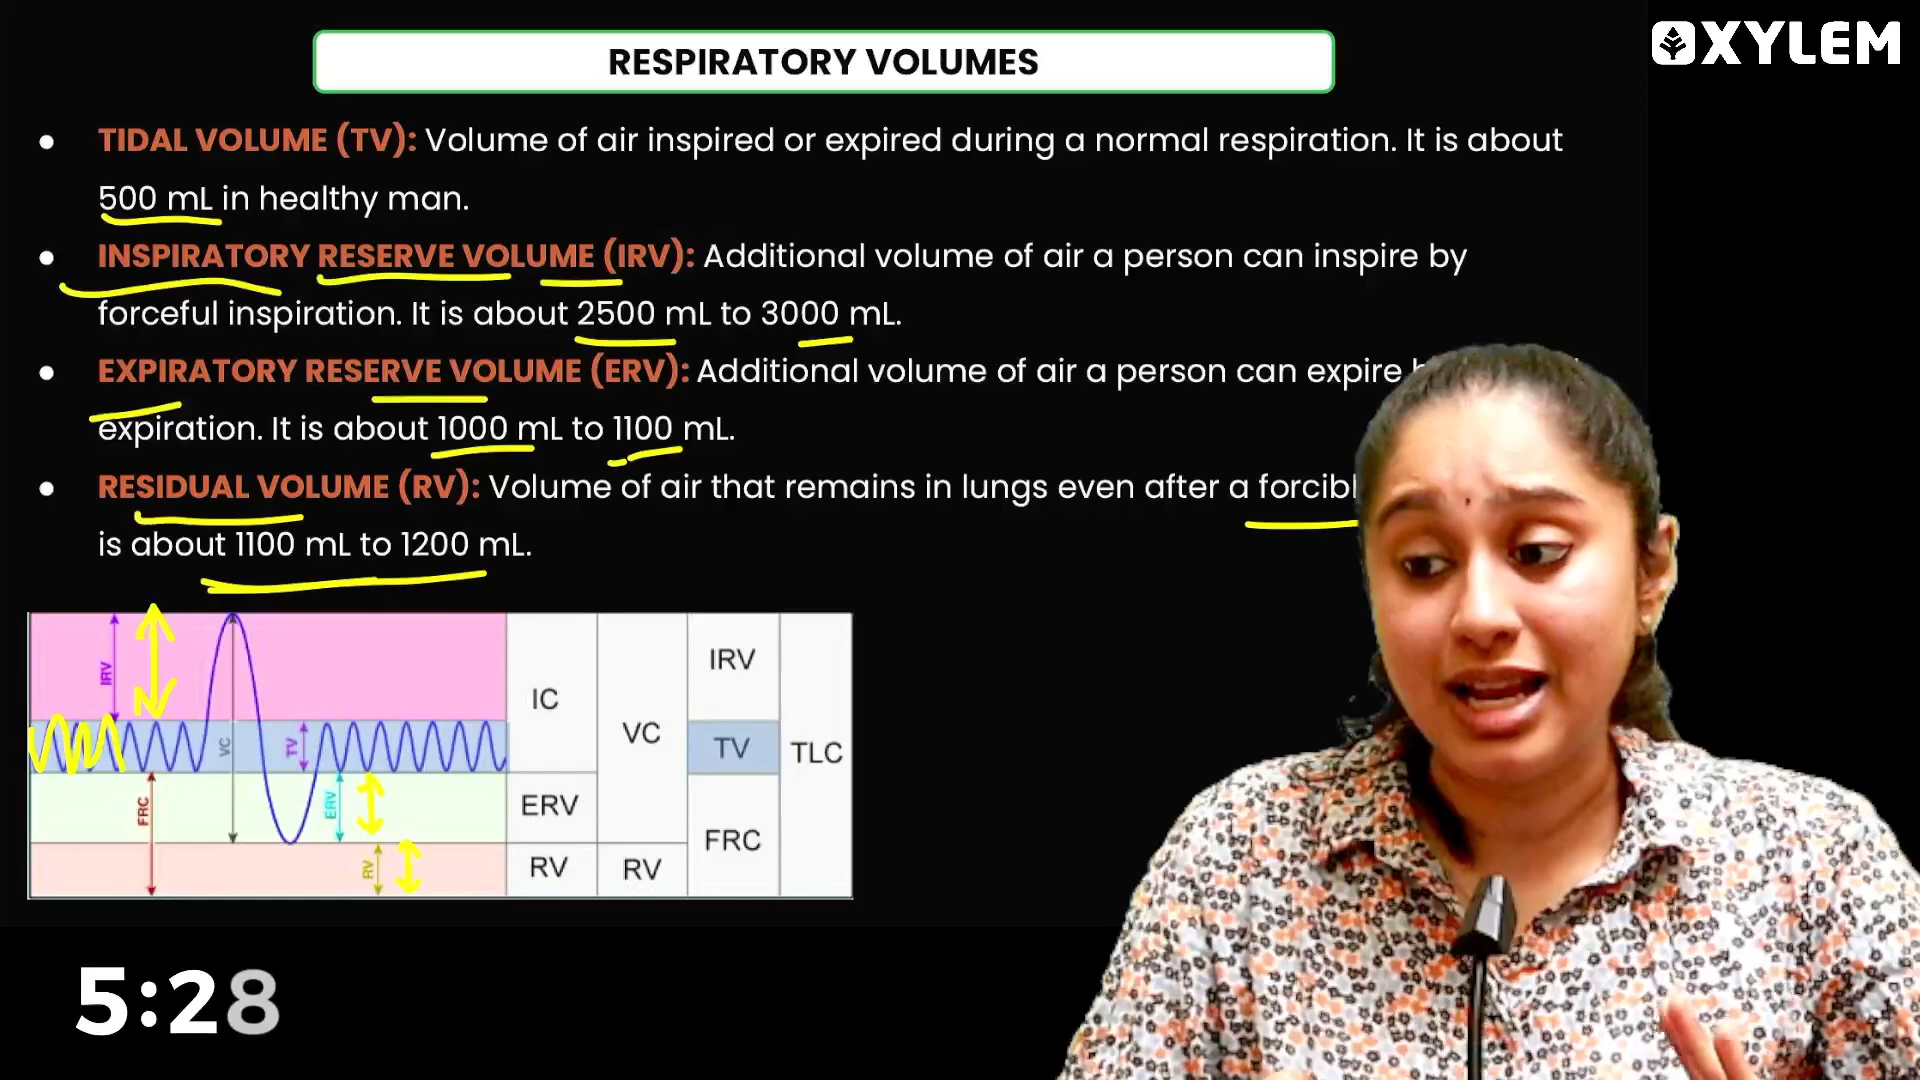 XYLEM
RESPIRATORY VOLUMES
• TIDAL VOLUME (TV): Volume of air inspired or expired during a normal respiration. It is about
500 mL in healthy man.
• INSPIRATORY RESERVE VOLUME (IRV): Additional volume of air a person can inspire by
forceful inspiration. It is about 2500 mL to 3000 mL.
• EXPIRATORY RESERVE VOLUME (ERV): Additional volume of air a person can expire
expiration. It is about 1000 mL to 1100 mL.
• RESIDUAL VOLUME (RV): Volume of air that remains in lungs even after a
is about 1100 mL to 1200 mL.
IRV
VC
TV
FRC
ERV
RV
IC
VC
IRV
TV
TLC
ERV
FRC
RV
RV
5:28